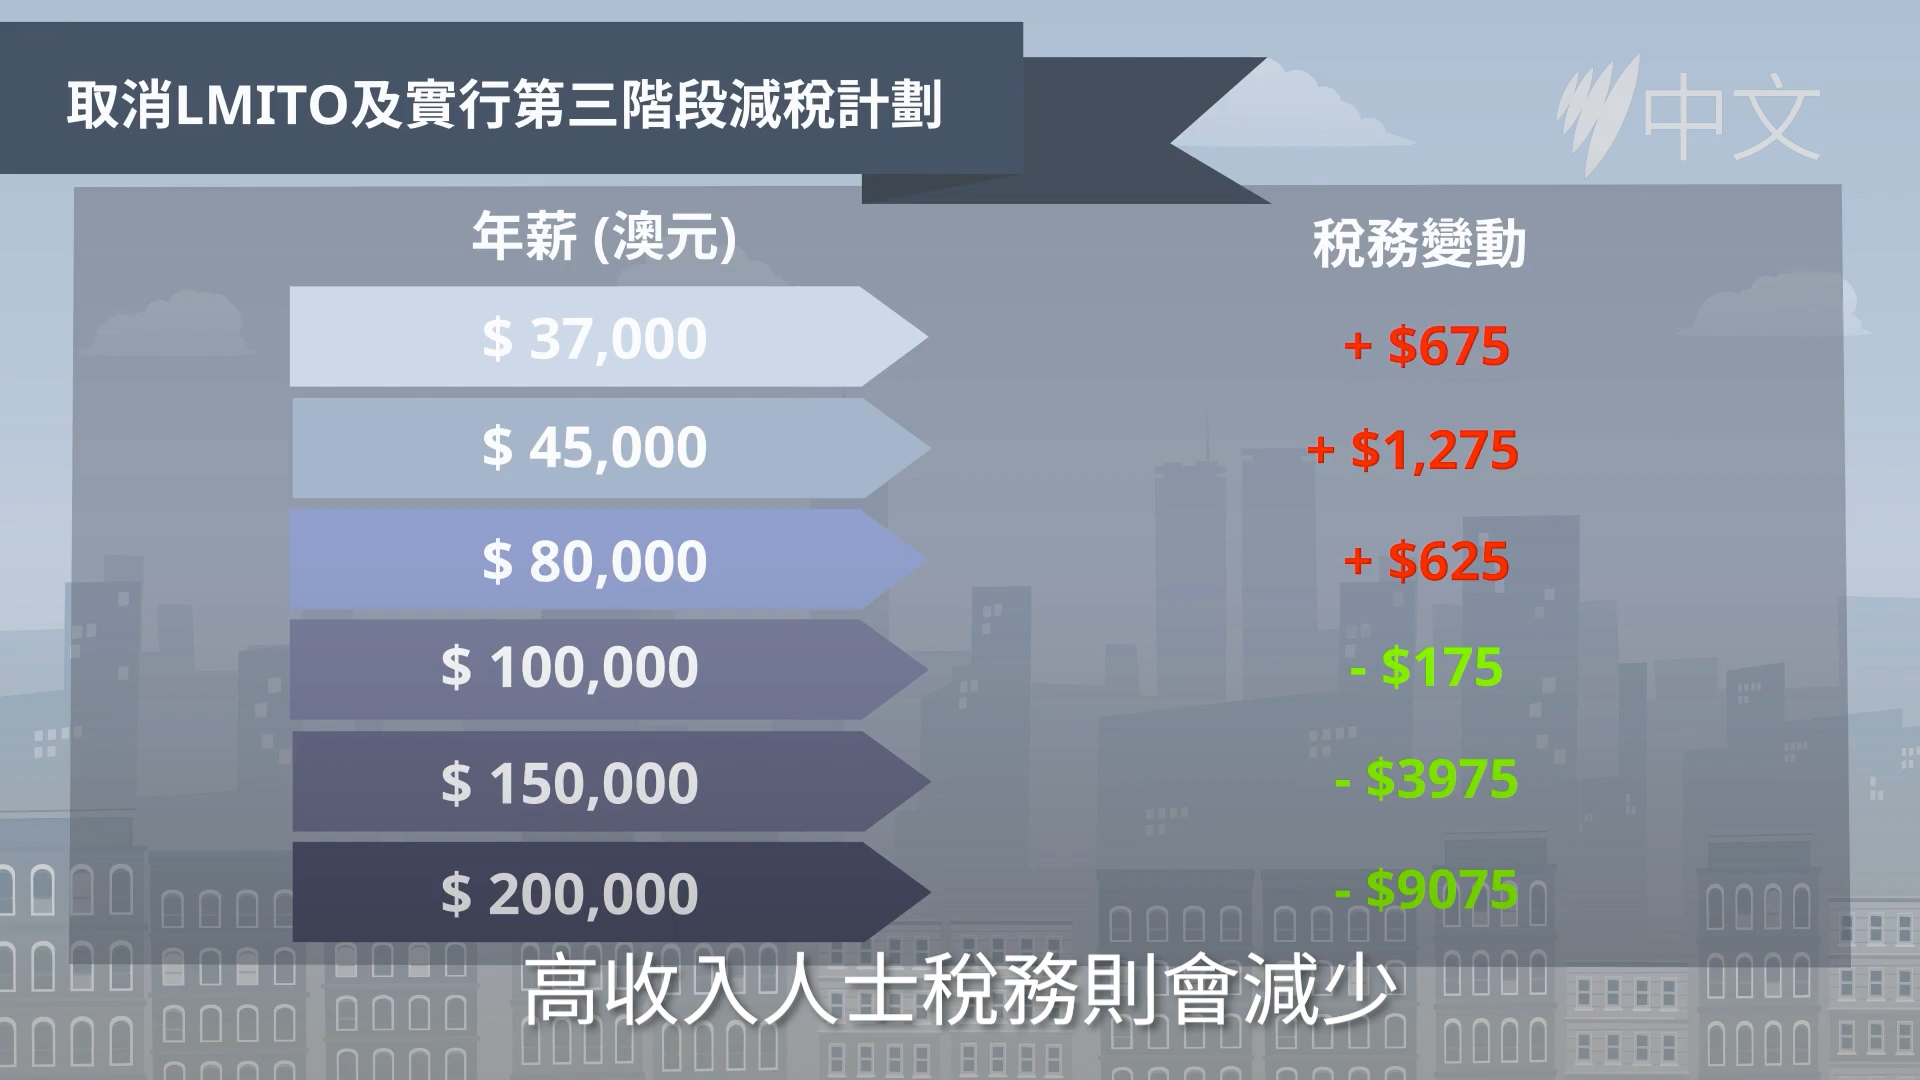 取消LMITO及實行第三階段減稅計劃
中文
年薪 (澳元) 稅務變動
$ 37,000 + $675
$ 45,000 + $1,275
$ 80,000 + $625
$ 100,000 - $175
$ 150,000 - $3975
$ 200,000 - $9075
高收入人士稅務則會減少